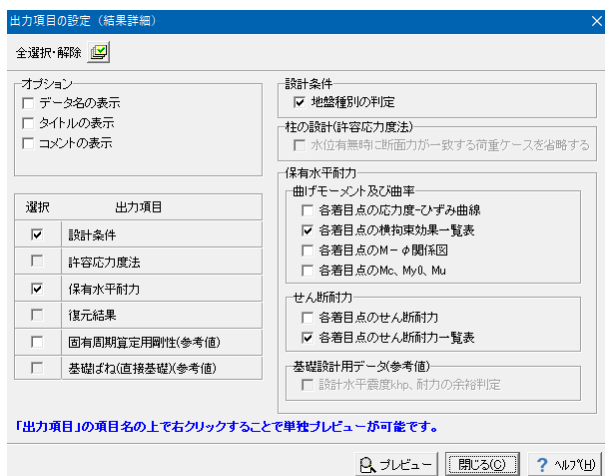 出力項目の設定（結果詳細）
全選択・解除
オプション
データ名の表示
タイトルの表示
コメントの表示
選択 出力項目
設計条件
許容応力度法
保有水平耐力
復元結果
固有周期算定用剛性(参考値)
基礎ばね(直接基礎)(参考値)
設計条件
地盤種別の判定
柱の設計(許容応力度法)
水位有無時に断面力が一致する荷重ケースを省略する
保有水平耐力
曲げモーメント及び曲率
各着目点の応力度-ひずみ曲線
各着目点の横拘束効果一覧表
各着目点のM－φ関係図
各着目点のMc、My0、Mu
せん断耐力
各着目点のせん断耐力
各着目点のせん断耐力一覧表
基礎設計用データ(参考値)
設計水平震度khp、耐力の余裕判定
「出力項目」の項目名の上で右クリックすることで単独プレビューが可能です。
プレビュー 閉じる(C) ? ヘルプ(H)